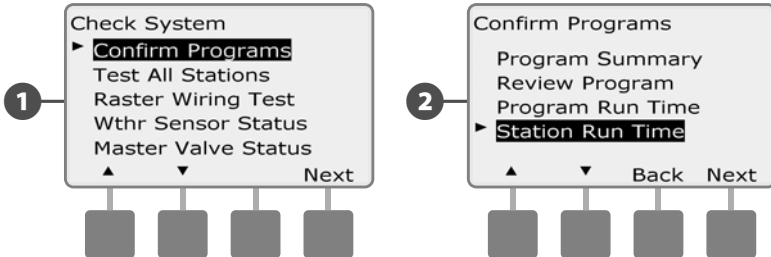 1
Check System
► Confirm Programs
Test All Stations
Raster Wiring Test
Wthr Sensor Status
Master Valve Status
▲ ▼ Next
2
Confirm Programs
Program Summary
Review Program
Program Run Time
► Station Run Time
▲ ▼ Back Next